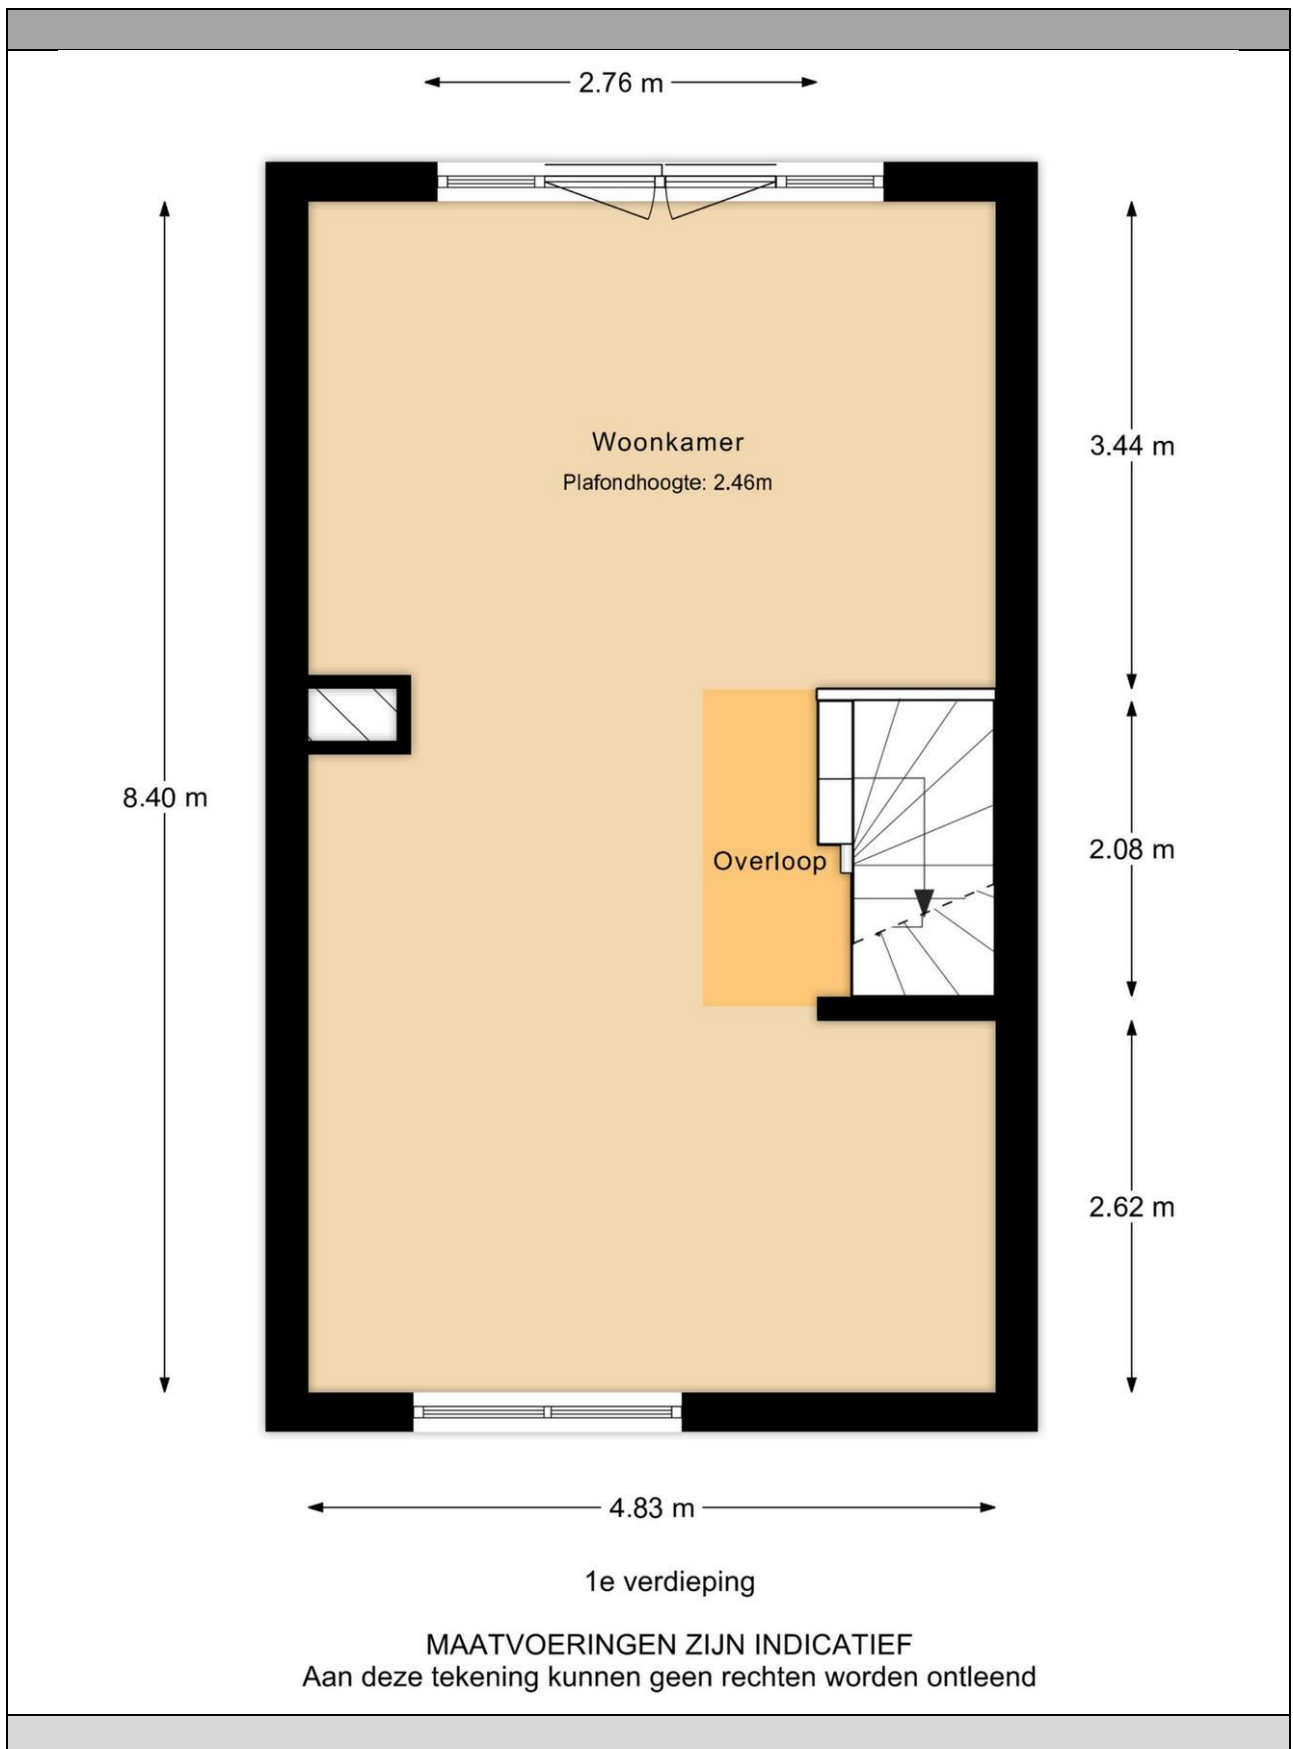 2.76 m
Woonkamer
Plafondhoogte: 2.46m
3.44 m
8.40 m
2.08 m
Overloop
2.62 m
4.83 m
1e verdieping
MAATVOERINGEN ZIJN INDICATIEF
Aan deze tekening kunnen geen rechten worden ontleend